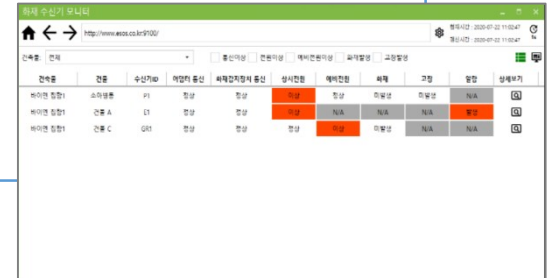 화재 수신기 모니터
http://www.esos.co.kr:9100/
현재시간 : 2020-07-22 11:02:47
갱신시간 : 2020-07-22 11:02:47
건축물: 전체 통신이상 전원이상 예비전원이상 화재발생 고장발생
건축물 건물 수신기ID 어댑터 통신 화재감지장치 통신 상시전원 예비전원 화재 고장 상세보기
바이맨 집합1 소아병동 P1 정상 정상 이상 정상 미발생 미발생 N/A
바이맨 집합1 건물 A E1 정상 정상 이상 N/A N/A N/A 발생
바이맨 집합1 건물 C GR1 정상 정상 정상 이상 미발생 N/A N/A